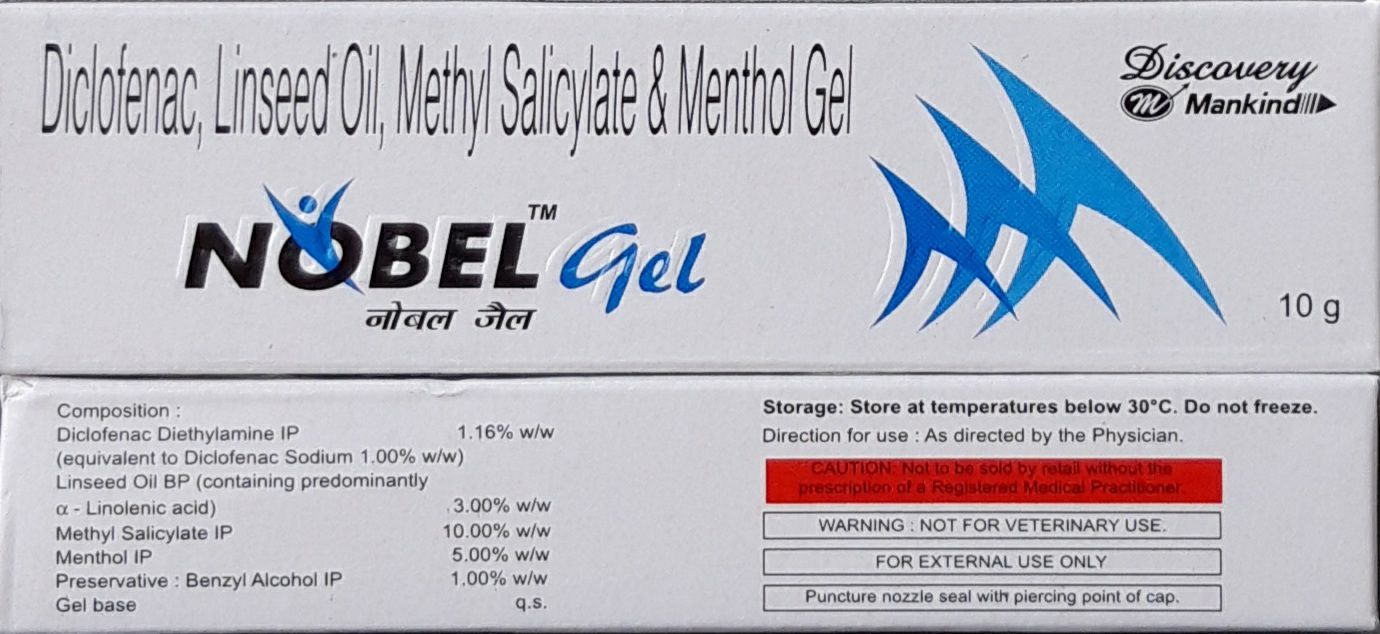 Diclofenac, Linseed Oil, Methyl Salicylate & Menthol Gel
Discovery
m Mankind
NOBEL™ Gel
नोबल जैल
10 g
Composition :
Diclofenac Diethylamine IP 1.16% w/w
(equivalent to Diclofenac Sodium 1.00% w/w)
Linseed Oil BP (containing predominantly
α - Linolenic acid) 3.00% w/w
Methyl Salicylate IP 10.00% w/w
Menthol IP 5.00% w/w
Preservative : Benzyl Alcohol IP 1.00% w/w
Gel base q.s.
Storage: Store at temperatures below 30°C. Do not freeze.
Direction for use : As directed by the Physician.
CAUTION: Not to be sold by retail without the
prescription of a Registered Medical Practitioner.
WARNING : NOT FOR VETERINARY USE.
FOR EXTERNAL USE ONLY
Puncture nozzle seal with piercing point of cap.